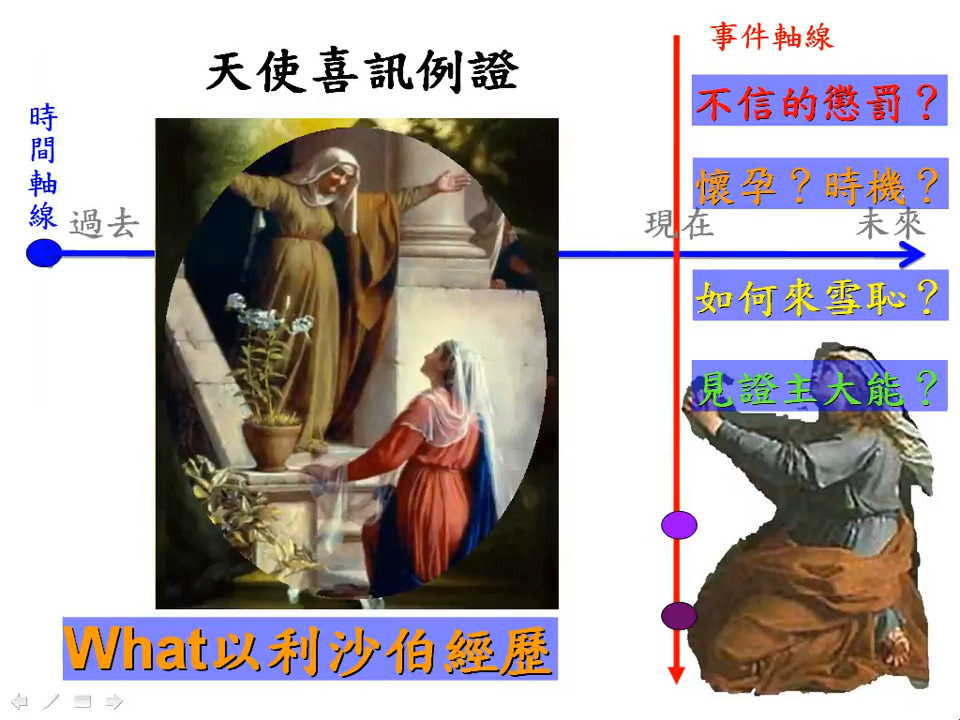 事件軸線
天使喜訊例證
不信的懲罰？
時間軸線
懷孕？時機？
過去
現在
未來
如何來雪恥？
見證主大能？
What以利沙伯經歷